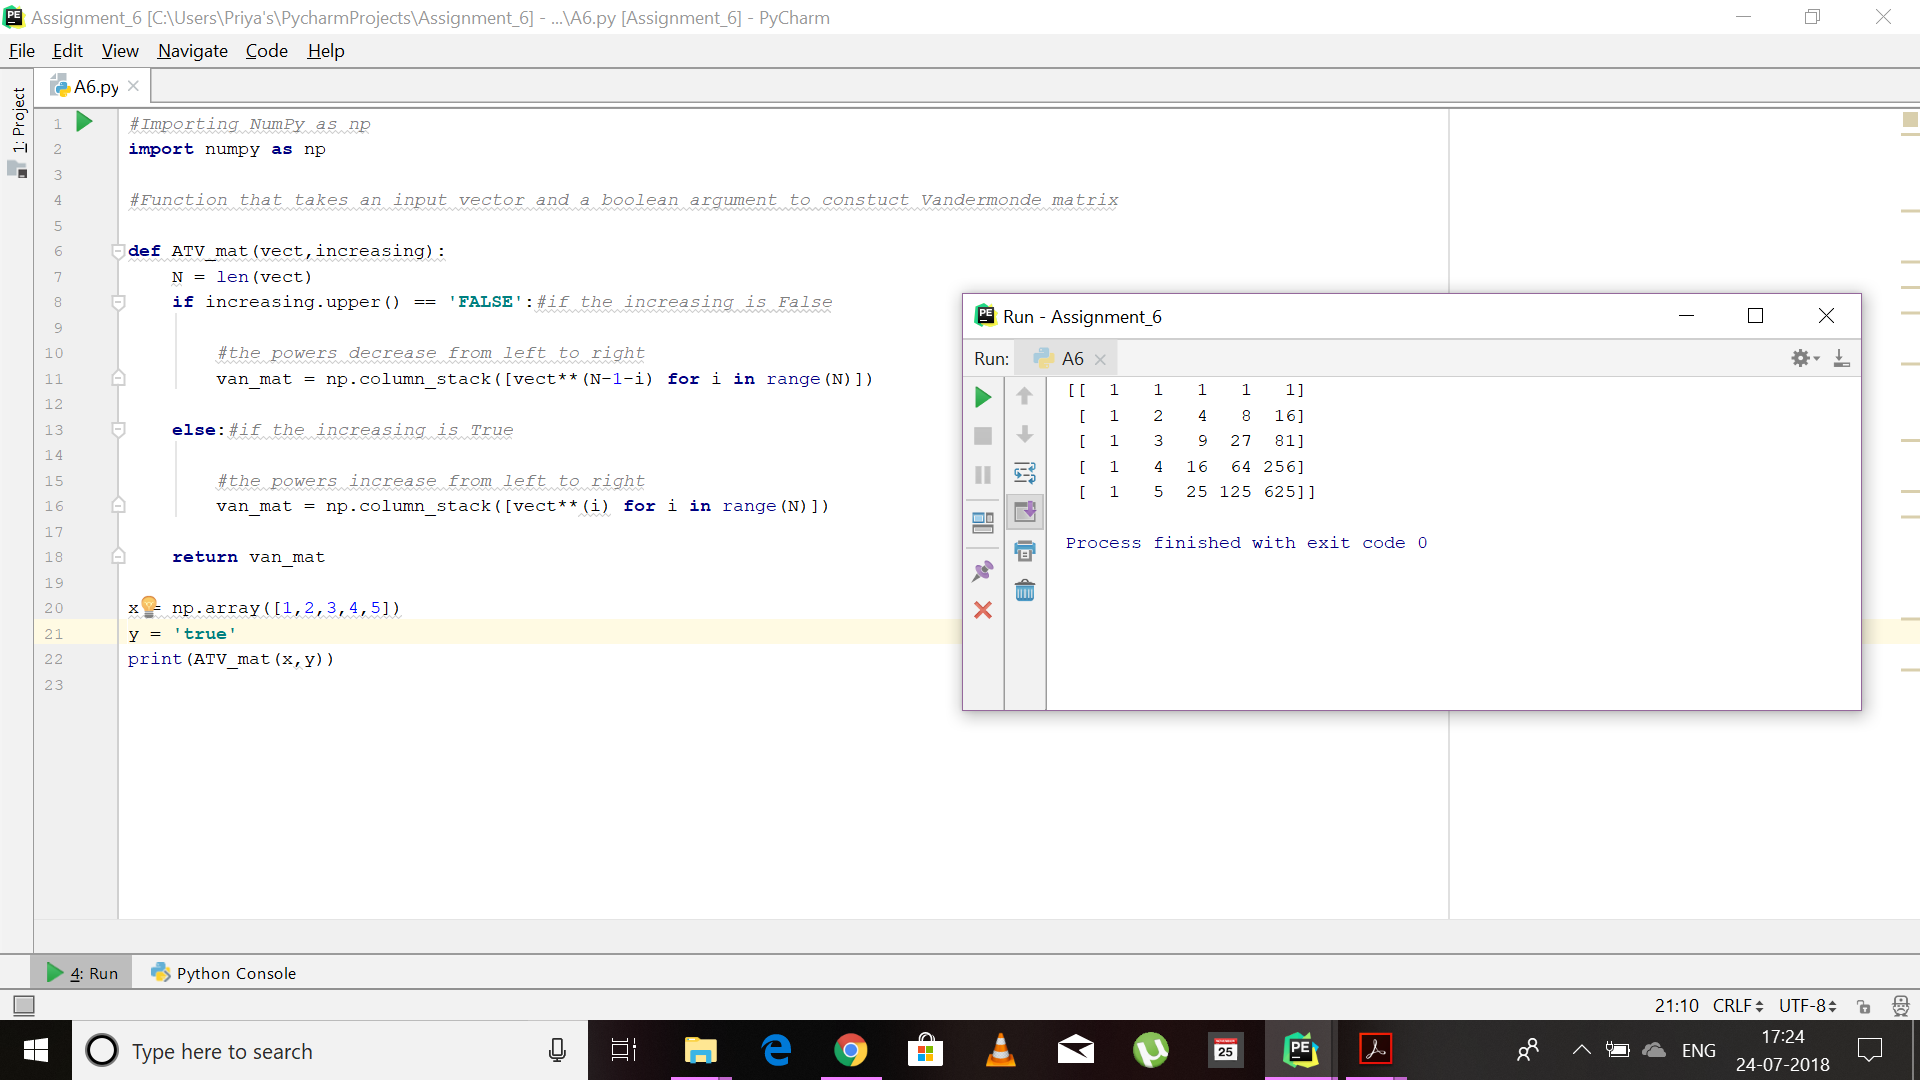 Assignment_6 [C:\Users\Priya's\PycharmProjects\Assignment_6] - ...\A6.py [Assignment_6] - PyCharm
File Edit View Navigate Code Help
A6.py
1: Project
1 #Importing NumPy as np
2 import numpy as np
3
4 #Function that takes an input vector and a boolean argument to constuct Vandermonde matrix
5
6 def ATV_mat(vect,increasing):
7 N = len(vect)
8 if increasing.upper() == 'FALSE':#if the increasing is False
9
10 #the powers decrease from left to right
11 van_mat = np.column_stack([vect**(N-1-i) for i in range(N)])
12
13 else:#if the increasing is True
14
15 #the powers increase from left to right
16 van_mat = np.column_stack([vect**(i) for i in range(N)])
17
18 return van_mat
19
20 x = np.array([1,2,3,4,5])
21 y = 'true'
22 print(ATV_mat(x,y))
23
Run - Assignment_6
Run: A6
[[ 1 1 1 1 1]
[ 1 2 4 8 16]
[ 1 3 9 27 81]
[ 1 4 16 64 256]
[ 1 5 25 125 625]]
Process finished with exit code 0
4: Run Python Console
21:10 CRLF UTF-8
Type here to search
25
PE
ENG
17:24
24-07-2018